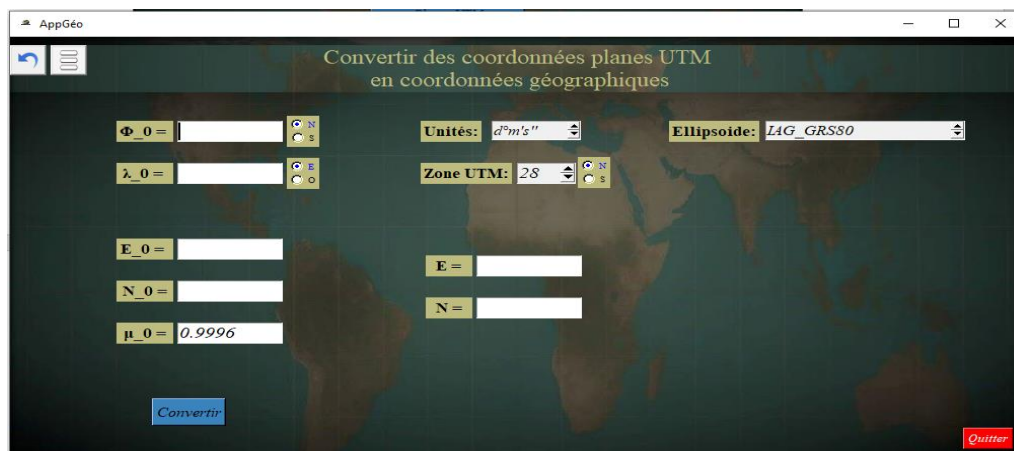 AppGéo
Convertir des coordonnées planes UTM
en coordonnées géographiques
Φ_0 =
N
S
Unités: d°m's"
Ellipsoide: IAG_GRS80
λ_0 =
E
O
Zone UTM: 28
N
S
E_0 =
E =
N_0 =
N =
μ_0 = 0.9996
Convertir
Quitter